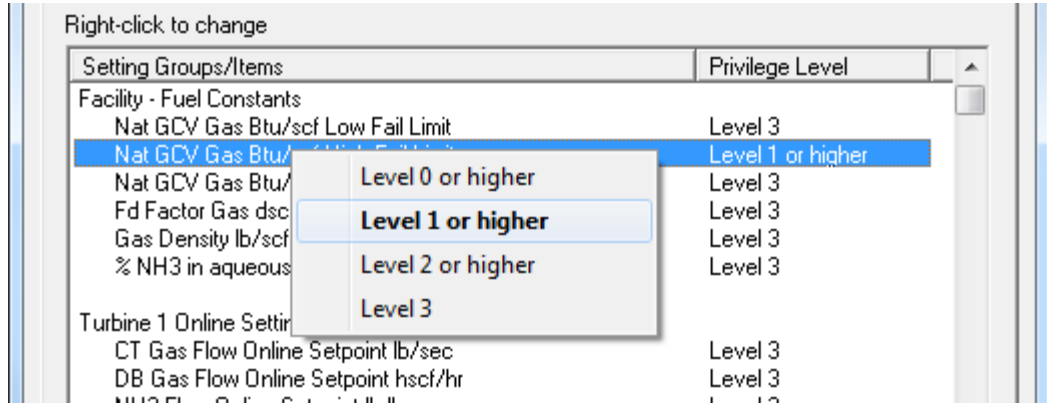 Right-click to change
Setting Groups/Items Privilege Level
Facility - Fuel Constants
Nat GCV Gas Btu/scf Low Fail Limit Level 3
Nat GCV Gas Btu/ Level 1 or higher
Level 0 or higher
Nat GCV Gas Btu/ Level 3
Fd Factor Gas dsc Level 3
Level 1 or higher
Gas Density lb/scf Level 3
% NH3 in aqueous Level 2 or higher Level 3
Level 3
Turbine 1 Online Settin
CT Gas Flow Online Setpoint lb/sec Level 3
DB Gas Flow Online Setpoint hscf/hr Level 3